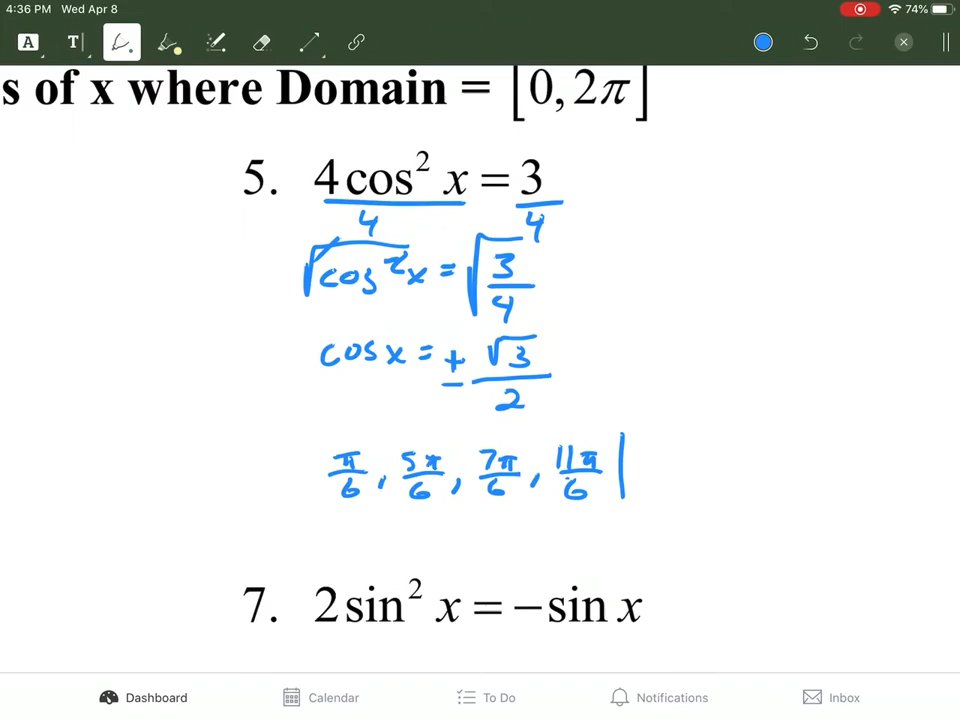 4:36 PM Wed Apr 8 74%
A T
s of x where Domain = [0, 2π]
5. 4cos² x = 3
4 4
√cos²x = √3/4
cos x = ± √3/2
π/6, 5π/6, 7π/6, 11π/6
7. 2 sin² x = − sin x
Dashboard Calendar To Do Notifications Inbox